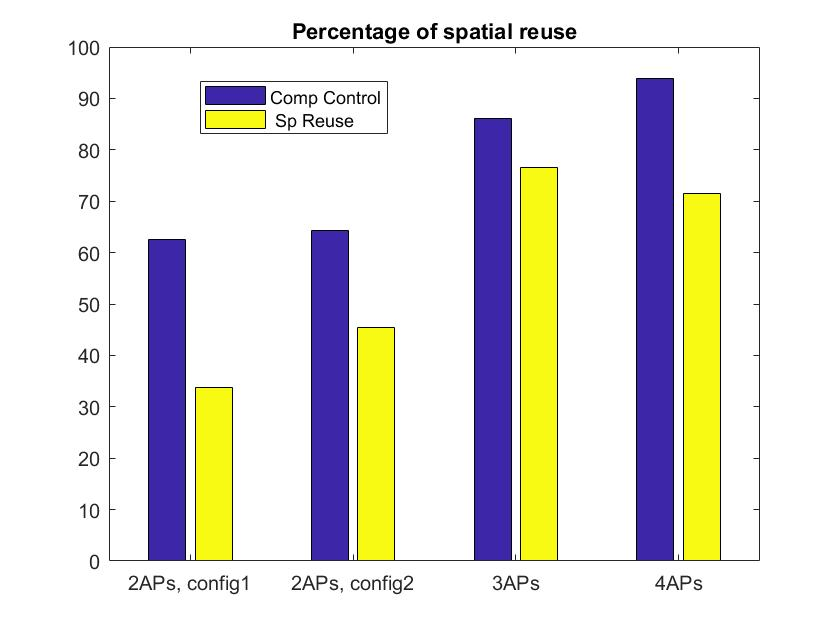 Percentage of spatial reuse
100
90
80
70
60
50
40
30
20
10
0
Comp Control
Sp Reuse
2APs, config1
2APs, config2
3APs
4APs